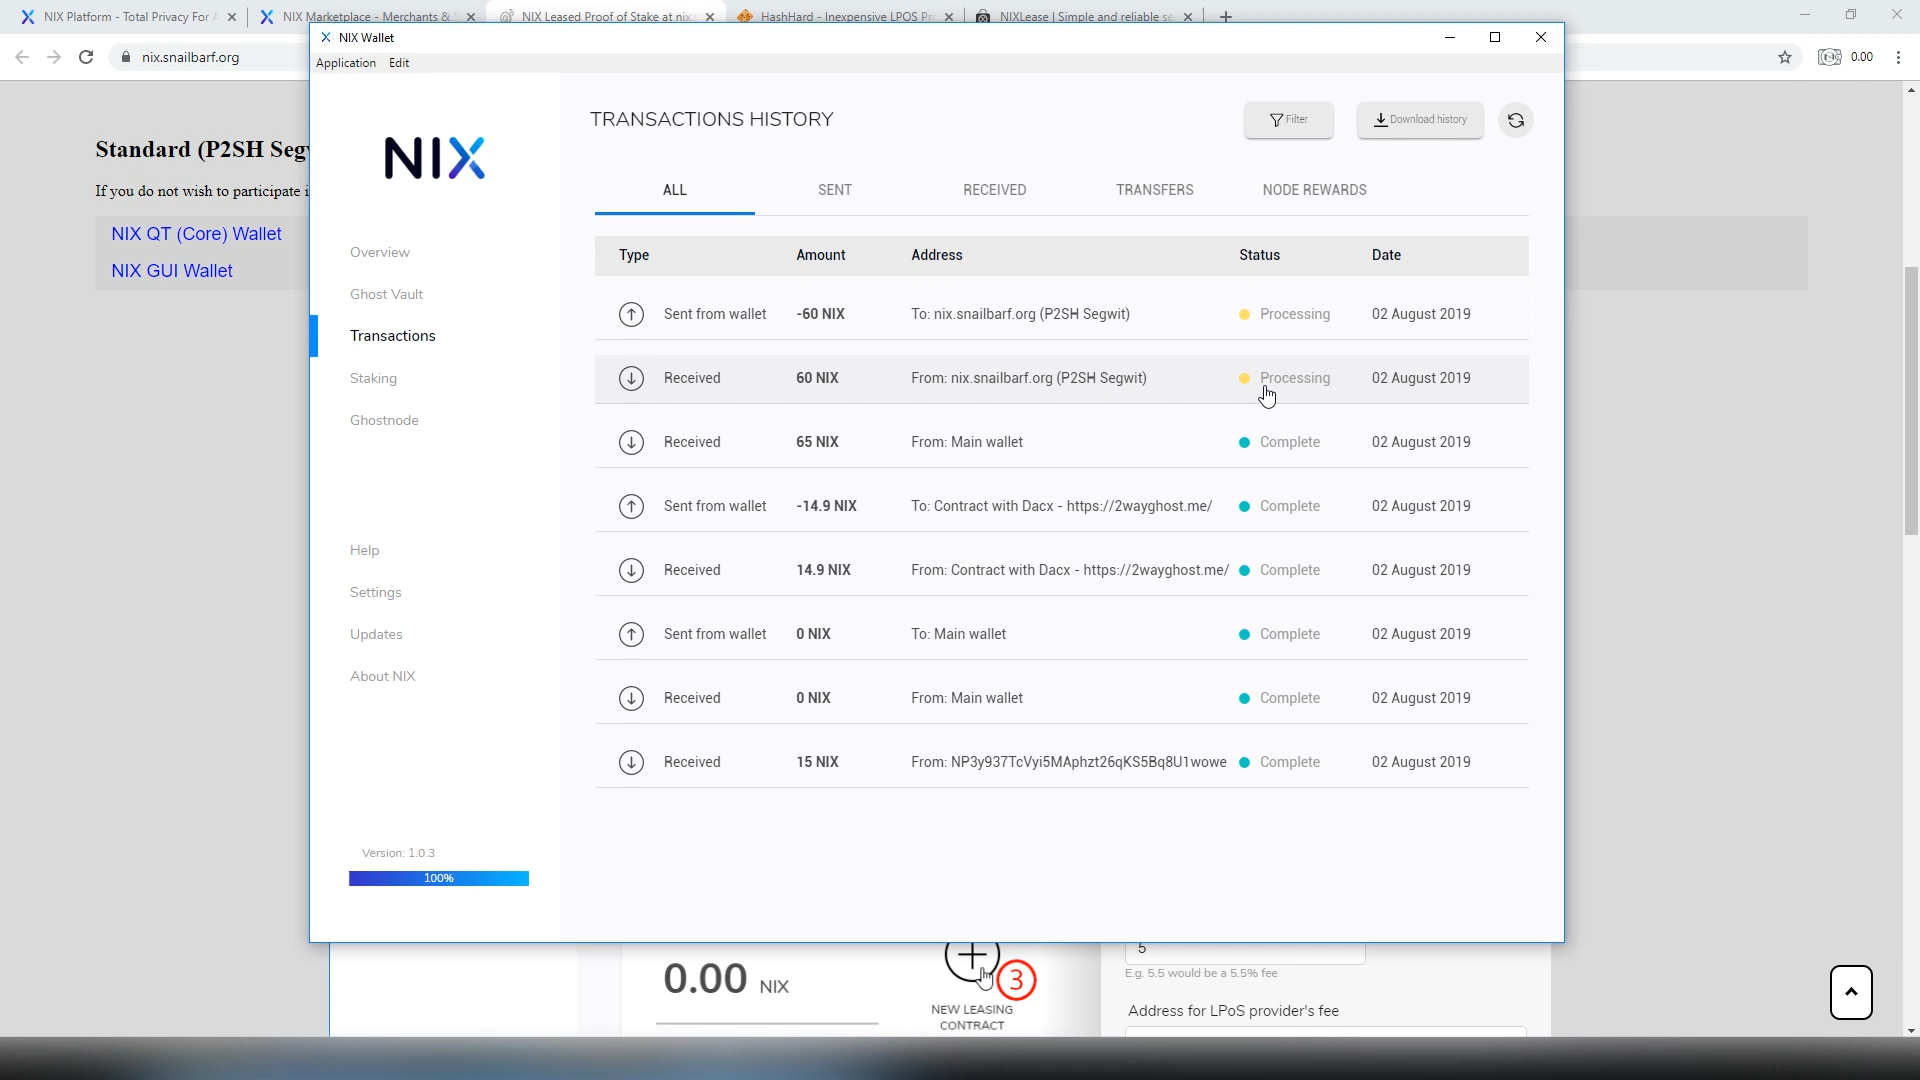 NIX Platform - Total Privacy For A
NIX Marketplace - Merchants &
NIX Leased Proof of Stake at nix.s
HashHard - Inexpensive LPOS Pr
NIXLease | Simple and reliable se
NIX Wallet
nix.snailbarf.org
0.00
Application Edit
Standard (P2SH Seg
If you do not wish to participate i
NIX QT (Core) Wallet
NIX GUI Wallet
NIX
Overview
Ghost Vault
Transactions
Staking
Ghostnode
Help
Settings
Updates
About NIX
Version: 1.0.3
100%
TRANSACTIONS HISTORY
Filter
Download history
ALL SENT RECEIVED TRANSFERS NODE REWARDS
Type Amount Address Status Date
Sent from wallet -60 NIX To: nix.snailbarf.org (P2SH Segwit) Processing 02 August 2019
Received 60 NIX From: nix.snailbarf.org (P2SH Segwit) Processing 02 August 2019
Received 65 NIX From: Main wallet Complete 02 August 2019
Sent from wallet -14.9 NIX To: Contract with Dacx - https://2wayghost.me/ Complete 02 August 2019
Received 14.9 NIX From: Contract with Dacx - https://2wayghost.me/ Complete 02 August 2019
Sent from wallet 0 NIX To: Main wallet Complete 02 August 2019
Received 0 NIX From: Main wallet Complete 02 August 2019
Received 15 NIX From: NP3y937TcVyi5MAphzt26qKS5Bq8U1wowe Complete 02 August 2019
0.00 NIX
3
NEW LEASING
CONTRACT
5
E.g. 5.5 would be a 5.5% fee
Address for LPoS provider's fee